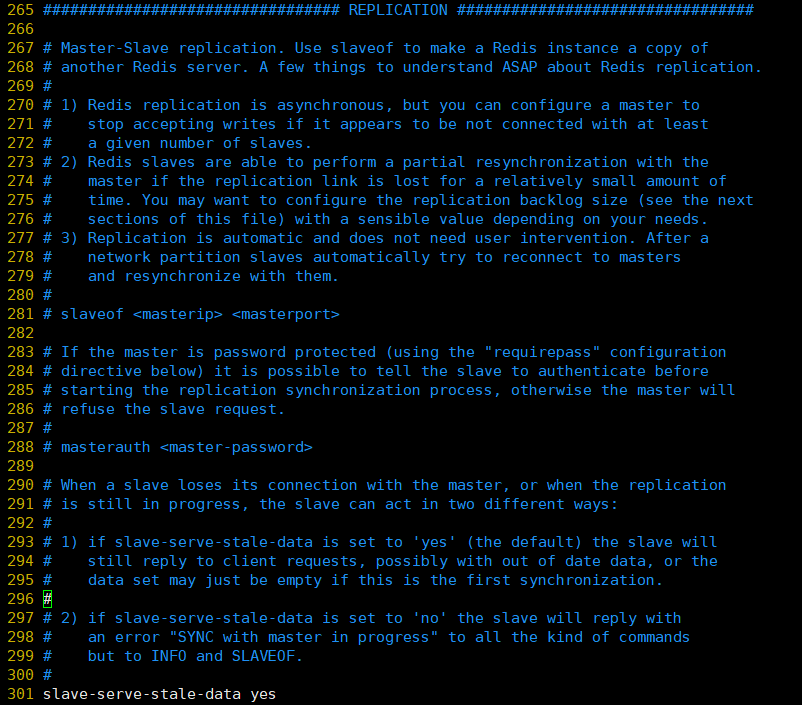 265 ################################# REPLICATION #################################
266
267 # Master-Slave replication. Use slaveof to make a Redis instance a copy of
268 # another Redis server. A few things to understand ASAP about Redis replication.
269 #
270 # 1) Redis replication is asynchronous, but you can configure a master to
271 #    stop accepting writes if it appears to be not connected with at least
272 #    a given number of slaves.
273 # 2) Redis slaves are able to perform a partial resynchronization with the
274 #    master if the replication link is lost for a relatively small amount of
275 #    time. You may want to configure the replication backlog size (see the next
276 #    sections of this file) with a sensible value depending on your needs.
277 # 3) Replication is automatic and does not need user intervention. After a
278 #    network partition slaves automatically try to reconnect to masters
279 #    and resynchronize with them.
280 #
281 # slaveof <masterip> <masterport>
282
283 # If the master is password protected (using the "requirepass" configuration
284 # directive below) it is possible to tell the slave to authenticate before
285 # starting the replication synchronization process, otherwise the master will
286 # refuse the slave request.
287 #
288 # masterauth <master-password>
289
290 # When a slave loses its connection with the master, or when the replication
291 # is still in progress, the slave can act in two different ways:
292 #
293 # 1) if slave-serve-stale-data is set to 'yes' (the default) the slave will
294 #    still reply to client requests, possibly with out of date data, or the
295 #    data set may just be empty if this is the first synchronization.
296 #
297 # 2) if slave-serve-stale-data is set to 'no' the slave will reply with
298 #    an error "SYNC with master in progress" to all the kind of commands
299 #    but to INFO and SLAVEOF.
300 #
301 slave-serve-stale-data yes